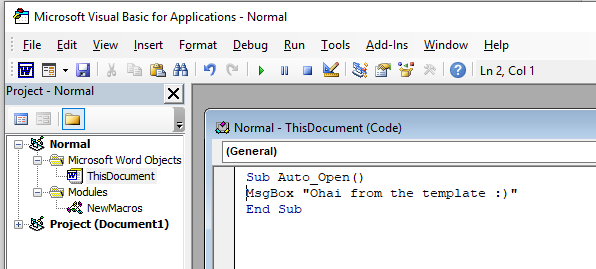 Microsoft Visual Basic for Applications - Normal
File Edit View Insert Format Debug Run Tools Add-Ins Window Help
Ln 2, Col 1
Project - Normal
Normal
Microsoft Word Objects
ThisDocument
Modules
NewMacros
Project (Document1)
Normal - ThisDocument (Code)
(General)
Sub Auto_Open()
MsgBox "Ohai from the template :)"
End Sub